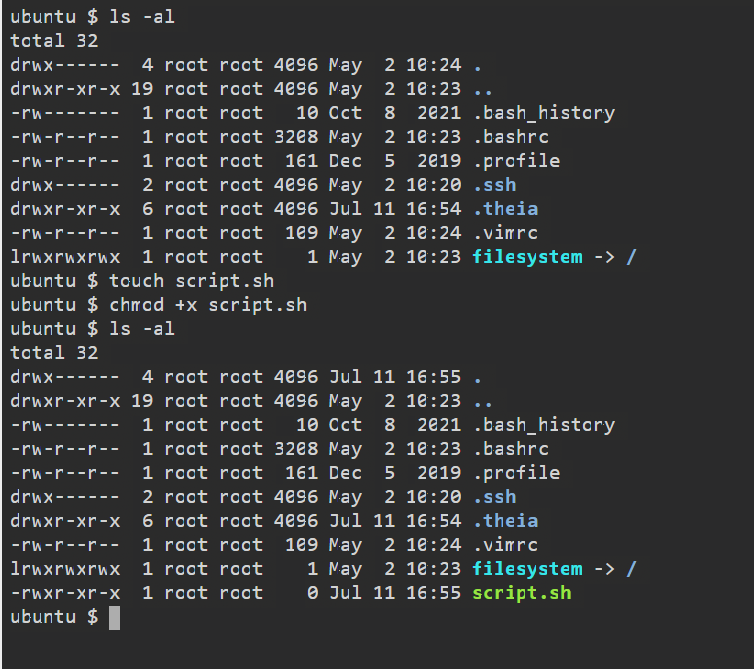 ubuntu $ ls -al
total 32
drwx------  4 root root 4096 May  2 10:24 .
drwxr-xr-x 19 root root 4096 May  2 10:23 ..
-rw-------  1 root root   10 Oct  8  2021 .bash_history
-rw-r--r--  1 root root 3208 May  2 10:23 .bashrc
-rw-r--r--  1 root root  161 Dec  5  2019 .profile
drwx------  2 root root 4096 May  2 10:20 .ssh
drwxr-xr-x  6 root root 4096 Jul 11 16:54 .theia
-rw-r--r--  1 root root  109 May  2 10:24 .vimrc
lrwxrwxrwx  1 root root    1 May  2 10:23 filesystem -> /
ubuntu $ touch script.sh
ubuntu $ chmod +x script.sh
ubuntu $ ls -al
total 32
drwx------  4 root root 4096 Jul 11 16:55 .
drwxr-xr-x 19 root root 4096 May  2 10:23 ..
-rw-------  1 root root   10 Oct  8  2021 .bash_history
-rw-r--r--  1 root root 3208 May  2 10:23 .bashrc
-rw-r--r--  1 root root  161 Dec  5  2019 .profile
drwx------  2 root root 4096 May  2 10:20 .ssh
drwxr-xr-x  6 root root 4096 Jul 11 16:54 .theia
-rw-r--r--  1 root root  109 May  2 10:24 .vimrc
lrwxrwxrwx  1 root root    1 May  2 10:23 filesystem -> /
-rwxr-xr-x  1 root root    0 Jul 11 16:55 script.sh
ubuntu $